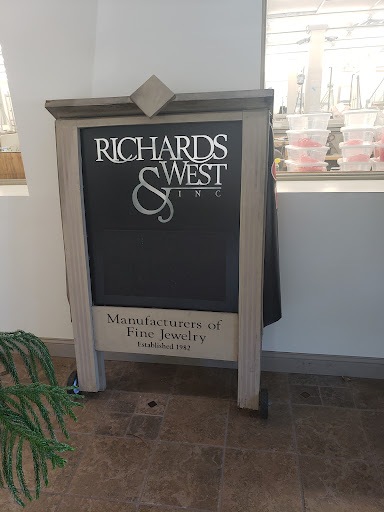 RICHARDS
& WEST
INC
Manufacturers of
Fine Jewelry
Established 1982